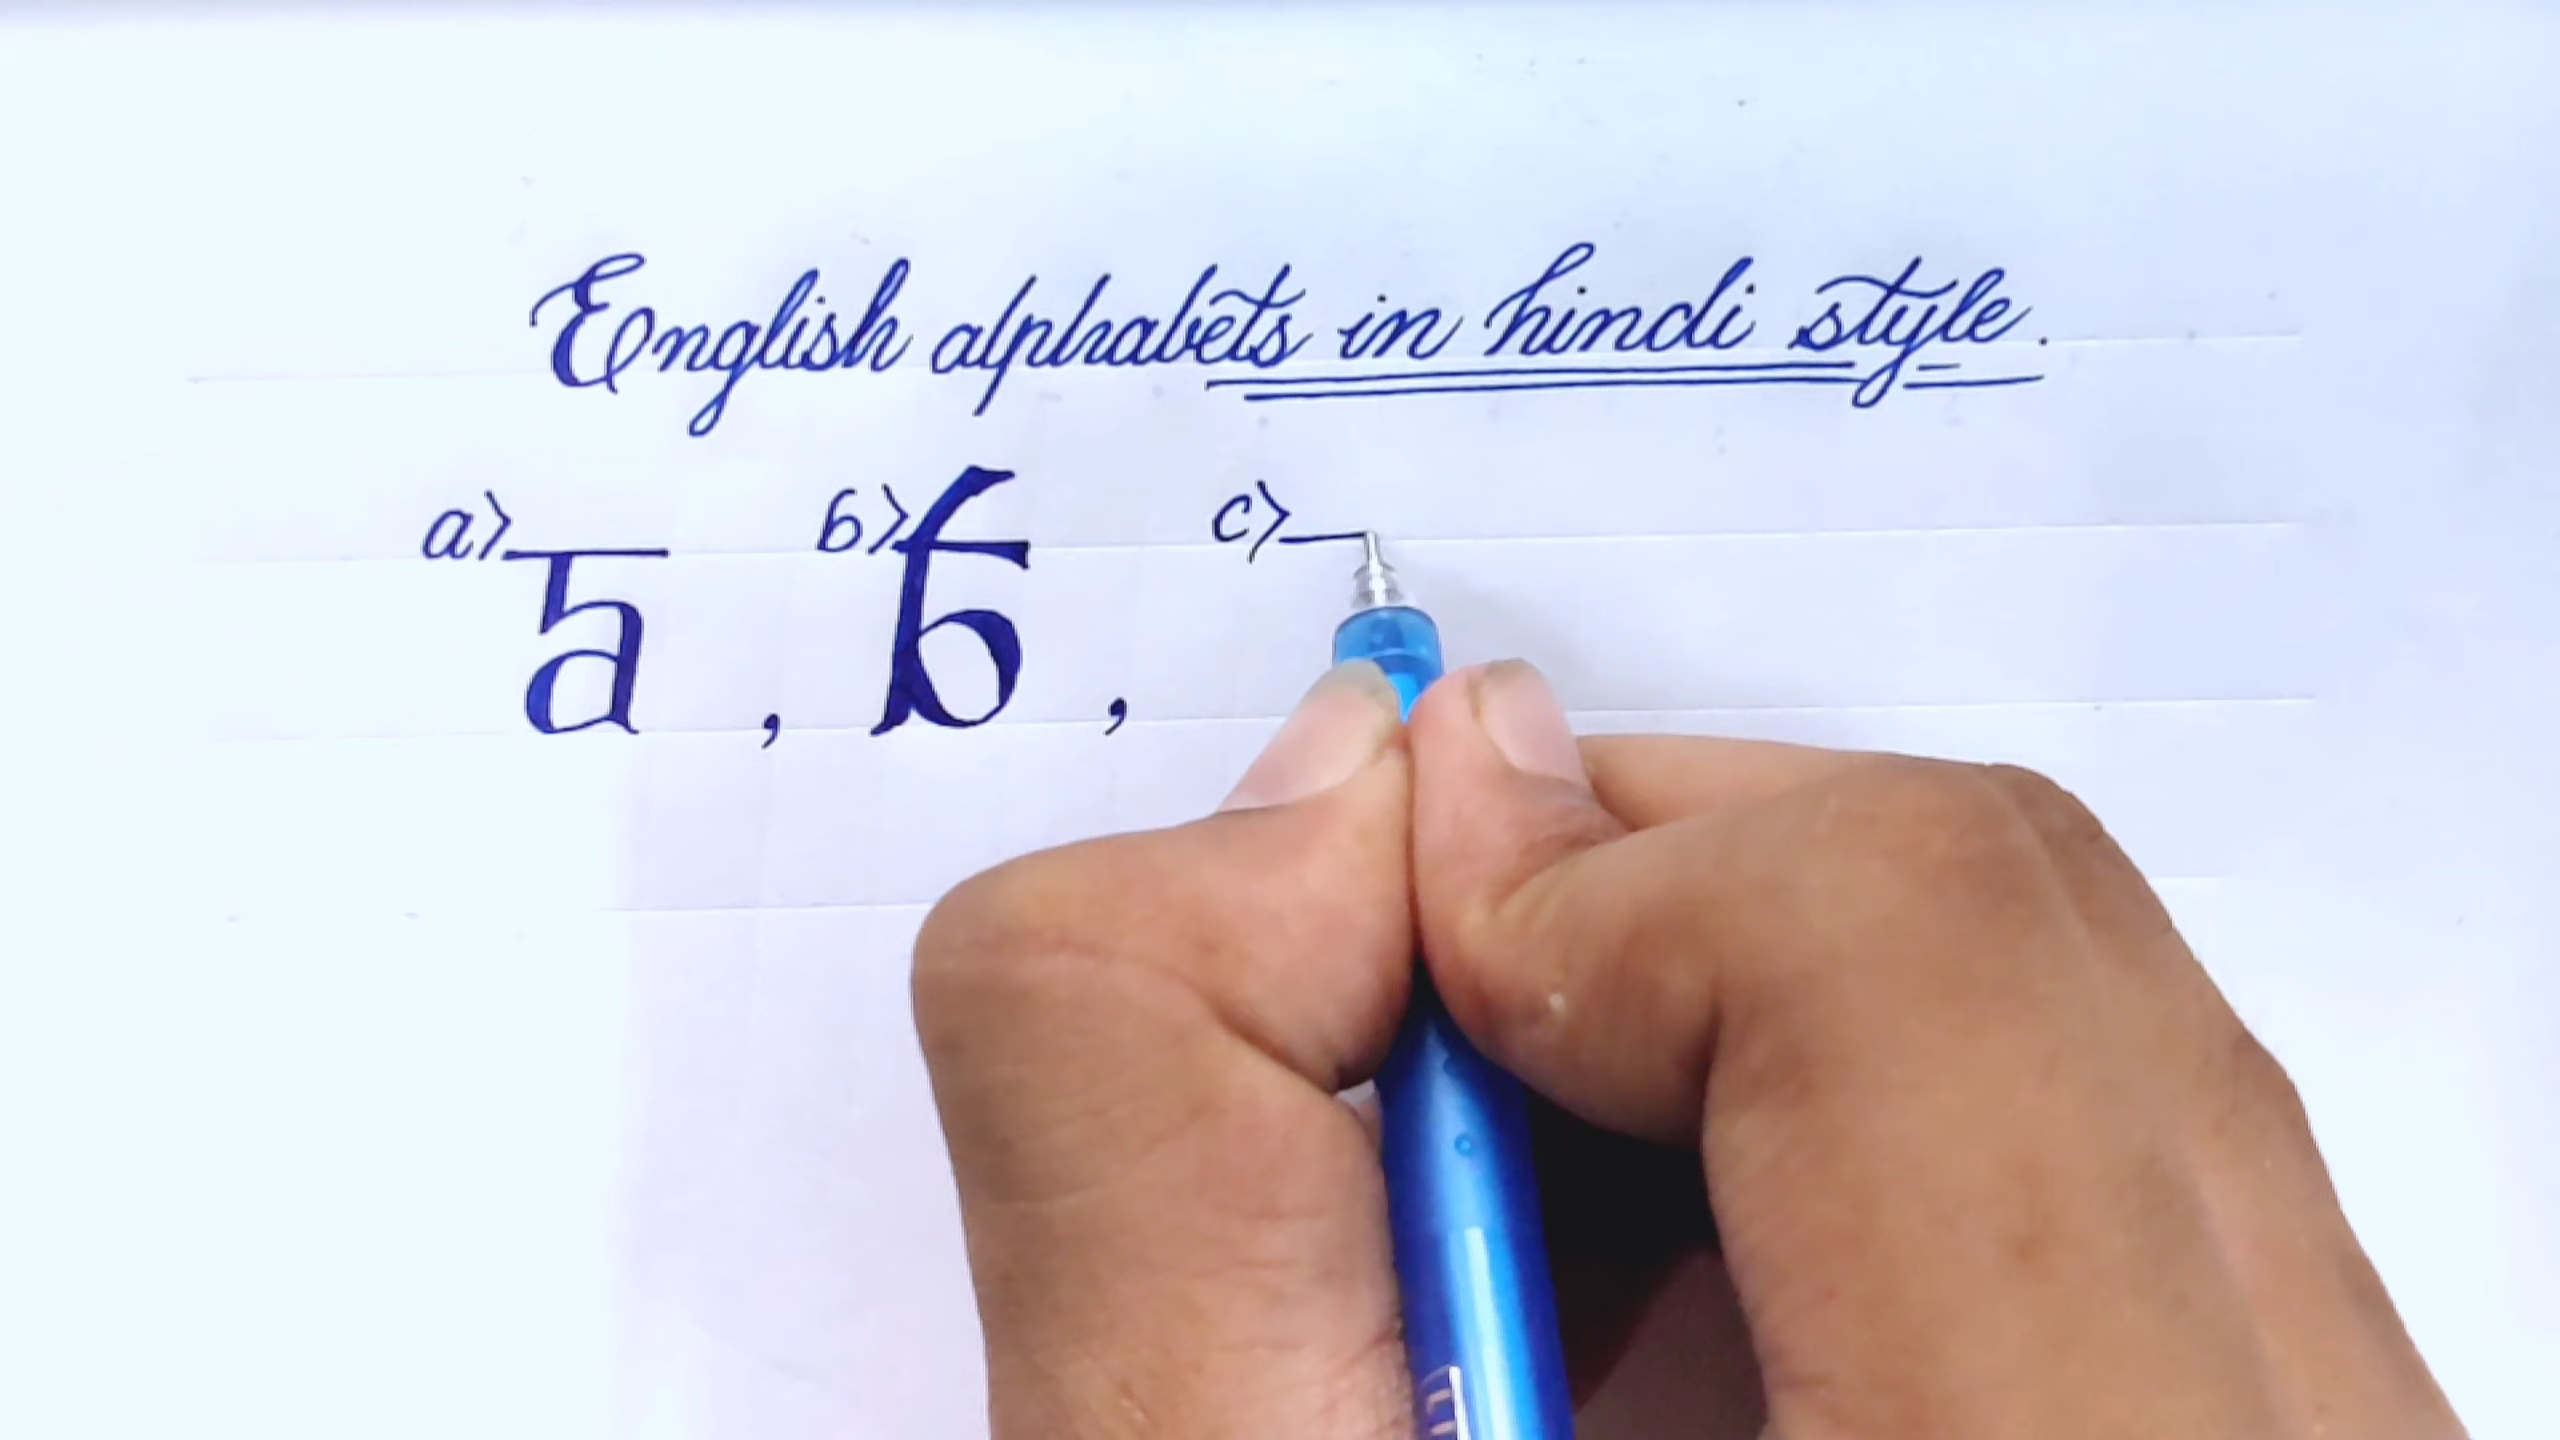 English alphabets in hindi style.
a> a , b> b , c>